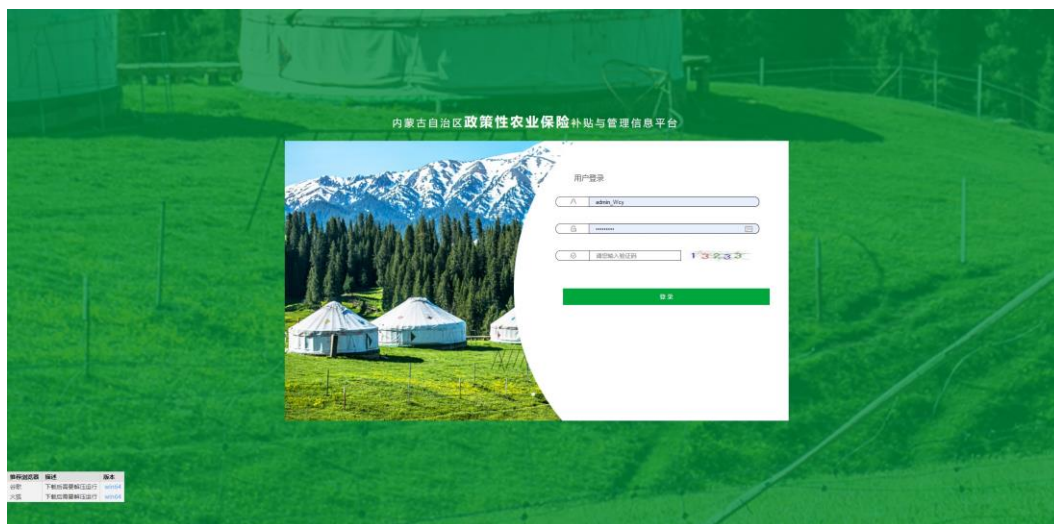 内蒙古自治区政策性农业保险补贴与管理信息平台
用户登录
admin_Wcy
请您输入验证码
13233
登录
推荐浏览器 描述 版本
谷歌 下载后需要解压运行 win64
火狐 下载后需要解压运行 win64